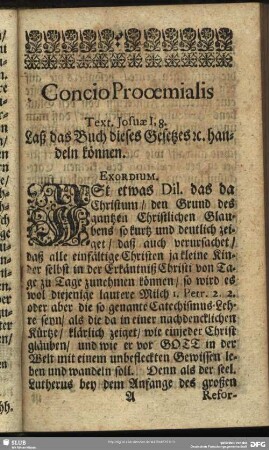 Concio Prooemialis
Text. Josuæ I, 8.
Laß das Buch dieses Gesetzes ꝛc. han-
deln können.
EXORDIUM.
ISt etwas Dil. das da
Christum/ den Grund des
gantzen Christlichen Glau-
bens so kurtz und deutlich zei-
get/ daß auch verursachet/
daß alle einfältige Christen ja kleine Kin-
der selbst in der Erkäntniß Christi von Ta-
ge zu Tage zunehmen können/ so wird es
wol diejenige lautere Milch 1. Petr. 2. 2.
oder aber die so genante Catechismus-Leh-
re seyn/ als die da in einer nachdencklichen
Kürtze/ klärlich zeiget/ wie einjeder Christ
gläuben/ und wie er vor GOTT in der
Welt mit einem unbefleckten Gewissen le-
ben und wandeln soll. Denn als der seel.
Lutherus bey dem Anfange des großen
A Refor-
SLUB